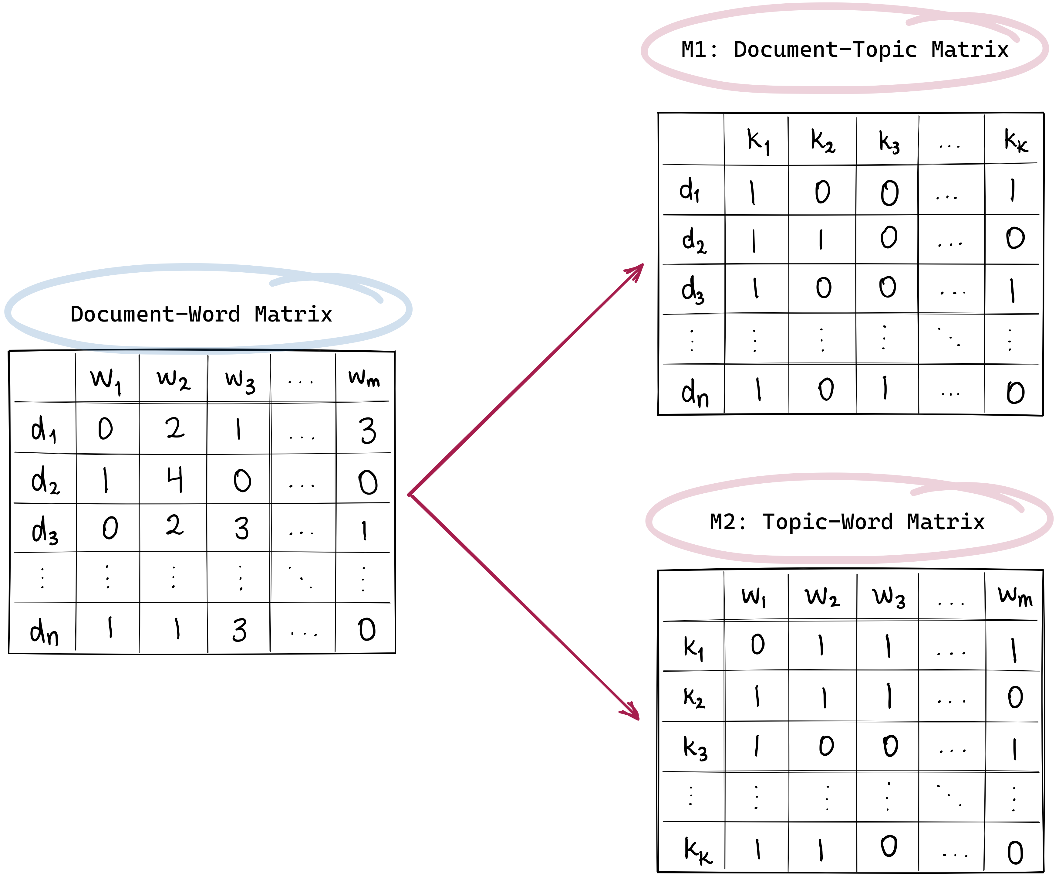 M1: Document-Topic Matrix
k₁ k₂ k₃ ... kₖ
d₁ 1 0 0 ... 1
d₂ 1 1 0 ... 0
d₃ 1 0 0 ... 1
⋮ ⋮ ⋮ ⋮ ⋱ ⋮
dₙ 1 0 1 ... 0
Document-Word Matrix
w₁ w₂ w₃ ... wₘ
d₁ 0 2 1 ... 3
d₂ 1 4 0 ... 0
d₃ 0 2 3 ... 1
⋮ ⋮ ⋮ ⋮ ⋱ ⋮
dₙ 1 1 3 ... 0
M2: Topic-Word Matrix
w₁ w₂ w₃ ... wₘ
k₁ 0 1 1 ... 1
k₂ 1 1 1 ... 0
k₃ 1 0 0 ... 1
⋮ ⋮ ⋮ ⋮ ⋱ ⋮
kₖ 1 1 0 ... 0